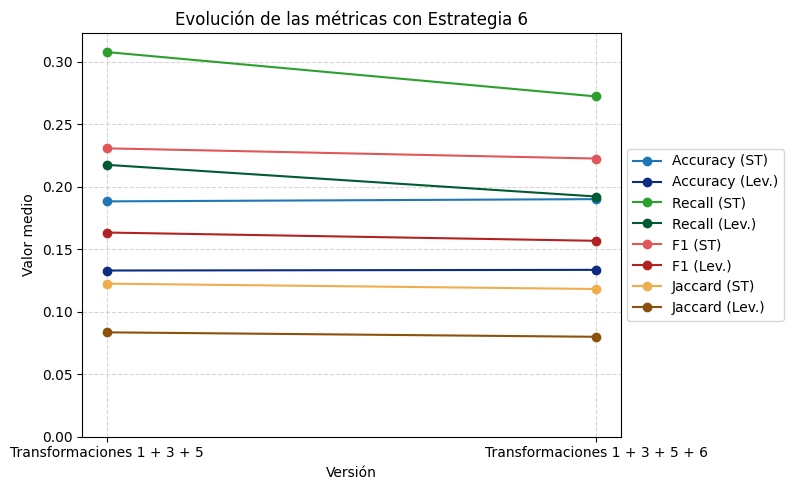 Evolución de las métricas con Estrategia 6
Valor medio
0.30
0.25
0.20
0.15
0.10
0.05
0.00
Transformaciones 1 + 3 + 5
Transformaciones 1 + 3 + 5 + 6
Versión
Accuracy (ST)
Accuracy (Lev.)
Recall (ST)
Recall (Lev.)
F1 (ST)
F1 (Lev.)
Jaccard (ST)
Jaccard (Lev.)